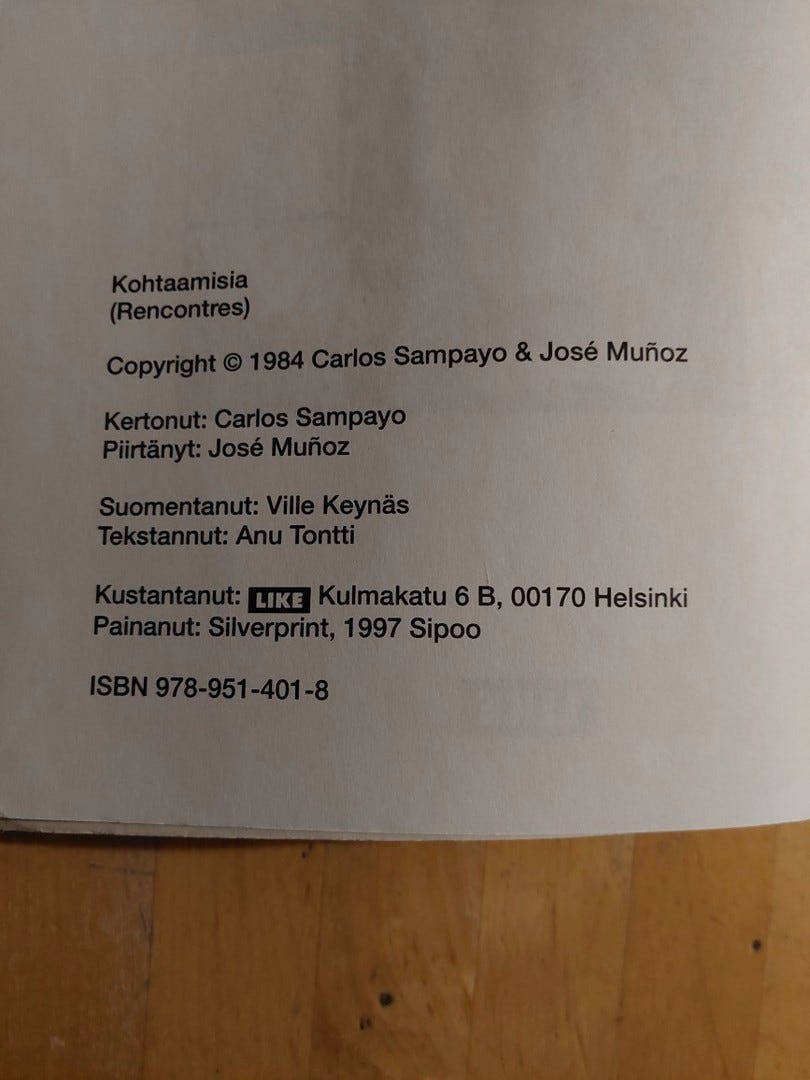 Kohtaamisia
(Rencontres)
Copyright © 1984 Carlos Sampayo & José Muñoz
Kertonut: Carlos Sampayo
Piirtänyt: José Muñoz
Suomentanut: Ville Keynäs
Tekstannut: Anu Tontti
Kustantanut: LIKE Kulmakatu 6 B, 00170 Helsinki
Painanut: Silverprint, 1997 Sipoo
ISBN 978-951-401-8